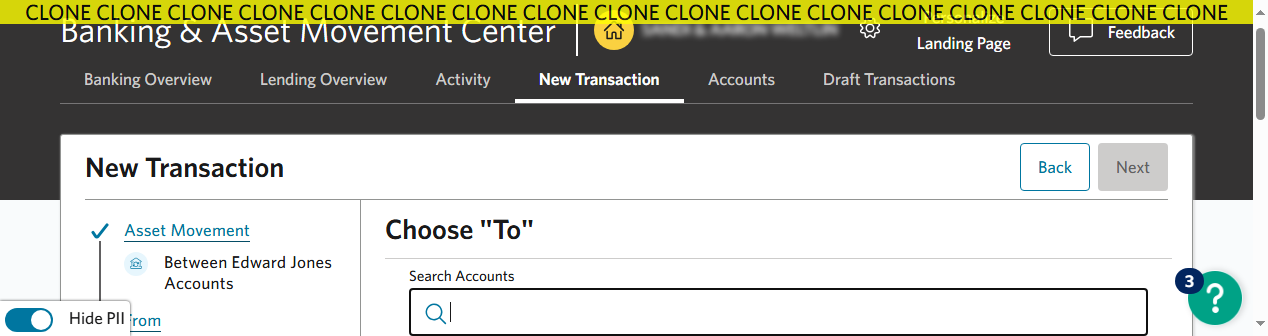 CLONE CLONE CLONE CLONE CLONE CLONE CLONE CLONE CLONE CLONE CLONE CLONE CLONE CLONE CLONE CLONE CLONE
Banking & Asset Movement Center
Landing Page
Feedback
Banking Overview Lending Overview Activity New Transaction Accounts Draft Transactions
New Transaction
Back Next
Asset Movement
Between Edward Jones
Accounts
From
Choose "To"
Search Accounts
3
?
Hide PII